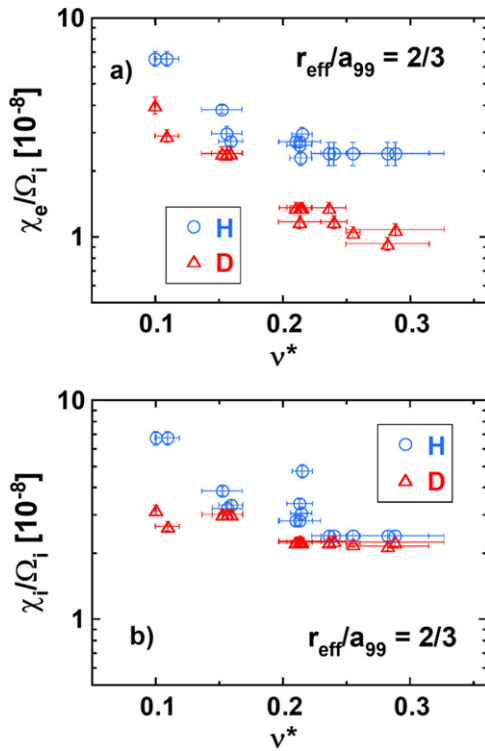 10
a)
r_eff/a_99 = 2/3
χ_e/Ω_i [10^-8]
H
D
1
0.1
0.2
0.3
ν*
10
H
D
χ_i/Ω_i [10^-8]
1
b)
r_eff/a_99 = 2/3
0.1
0.2
0.3
ν*